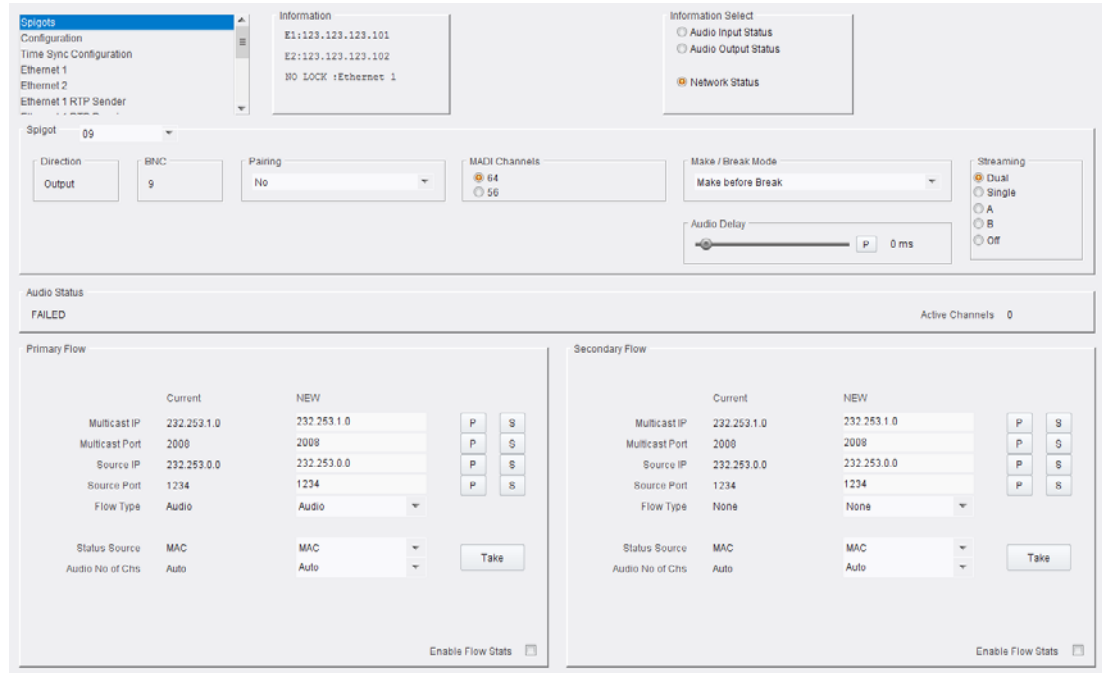 Spigots
Configuration
Time Sync Configuration
Ethernet 1
Ethernet 2
Ethernet 1 RTP Sender
Information
E1:123.123.123.101
E2:123.123.123.102
NO LOCK :Ethernet 1
Information Select
Audio Input Status
Audio Output Status
Network Status
Spigot 09
Direction
Output
BNC
9
Pairing
No
MADI Channels
64
56
Make / Break Mode
Make before Break
Audio Delay
P 0 ms
Streaming
Dual
Single
A
B
Off
Audio Status
FAILED
Active Channels 0
Primary Flow
Current NEW
Multicast IP 232.253.1.0 232.253.1.0 P S
Multicast Port 2008 2008 P S
Source IP 232.253.0.0 232.253.0.0 P S
Source Port 1234 1234 P S
Flow Type Audio Audio
Status Source MAC MAC
Take
Audio No of Chs Auto Auto
Enable Flow Stats
Secondary Flow
Current NEW
Multicast IP 232.253.1.0 232.253.1.0 P S
Multicast Port 2008 2008 P S
Source IP 232.253.0.0 232.253.0.0 P S
Source Port 1234 1234 P S
Flow Type None None
Status Source MAC MAC
Take
Audio No of Chs Auto Auto
Enable Flow Stats